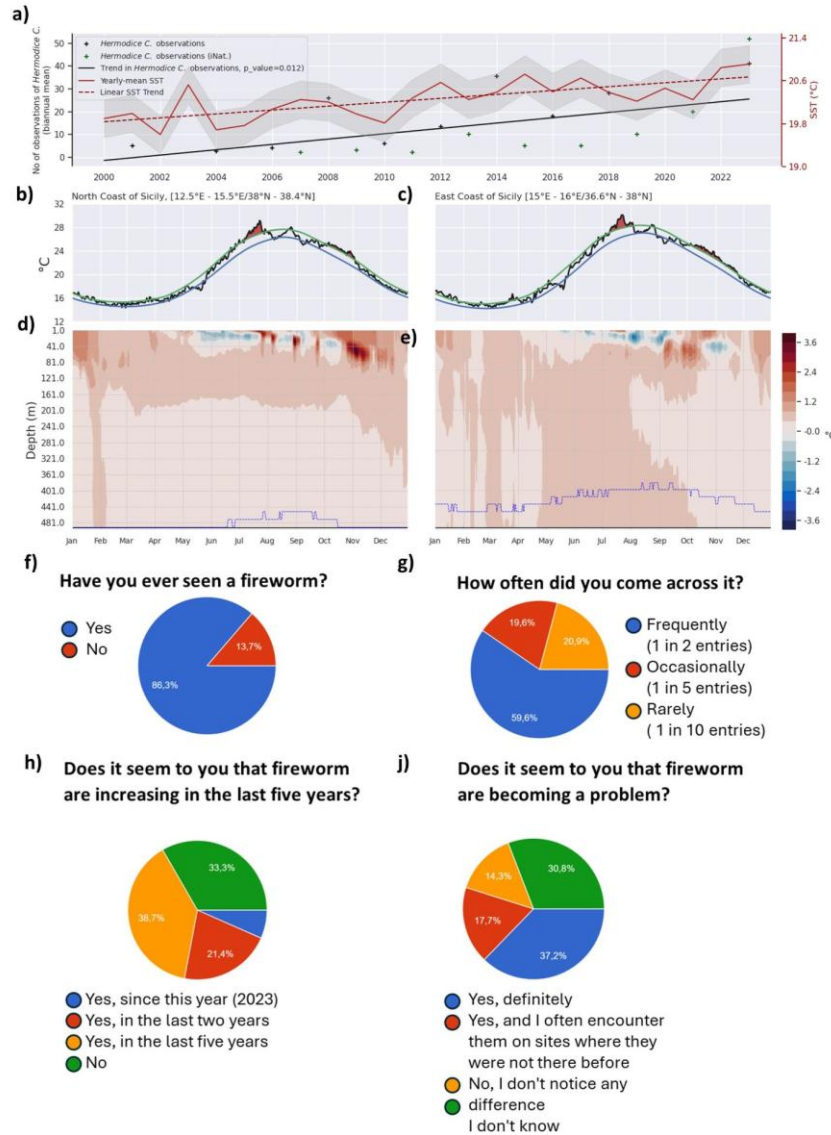 a)
Hermodice C. observations
Hermodice C. observations (iNat.)
Trend in Hermodice C. observations, p_value=0.012)
Yearly-mean SST
Linear SST Trend
No of observations of Hermodice C.
(biannual mean)
50
40
30
20
10
0
21.4
20.6
19.8
19.0
SST (°C)
2000 2002 2004 2006 2008 2010 2012 2014 2016 2018 2020 2022
b) North Coast of Sicily, [12.5°E - 15.5°E/38°N - 38.4°N]
c) East Coast of Sicily [15°E - 16°E/36.6°N - 38°N]
32
28
24
20
16
12
°C
d)
e)
1.0
41.0
81.0
121.0
161.0
201.0
241.0
281.0
321.0
361.0
401.0
441.0
481.0
Depth (m)
Jan Feb Mar Apr May Jun Jul Aug Sep Oct Nov Dec
Jan Feb Mar Apr May Jun Jul Aug Sep Oct Nov Dec
3.6
2.4
1.2
-0.0
-1.2
-2.4
-3.6
f)
Have you ever seen a fireworm?
Yes
No
13,7%
86,3%
g)
How often did you come across it?
19,6%
20,9%
59,6%
Frequently
(1 in 2 entries)
Occasionally
(1 in 5 entries)
Rarely
( 1 in 10 entries)
h) Does it seem to you that fireworm
are increasing in the last five years?
33,3%
38,7%
21,4%
Yes, since this year (2023)
Yes, in the last two years
Yes, in the last five years
No
j) Does it seem to you that fireworm
are becoming a problem?
14,3%
30,8%
17,7%
37,2%
Yes, definitely
Yes, and I often encounter
them on sites where they
were not there before
No, I don't notice any
difference
I don't know